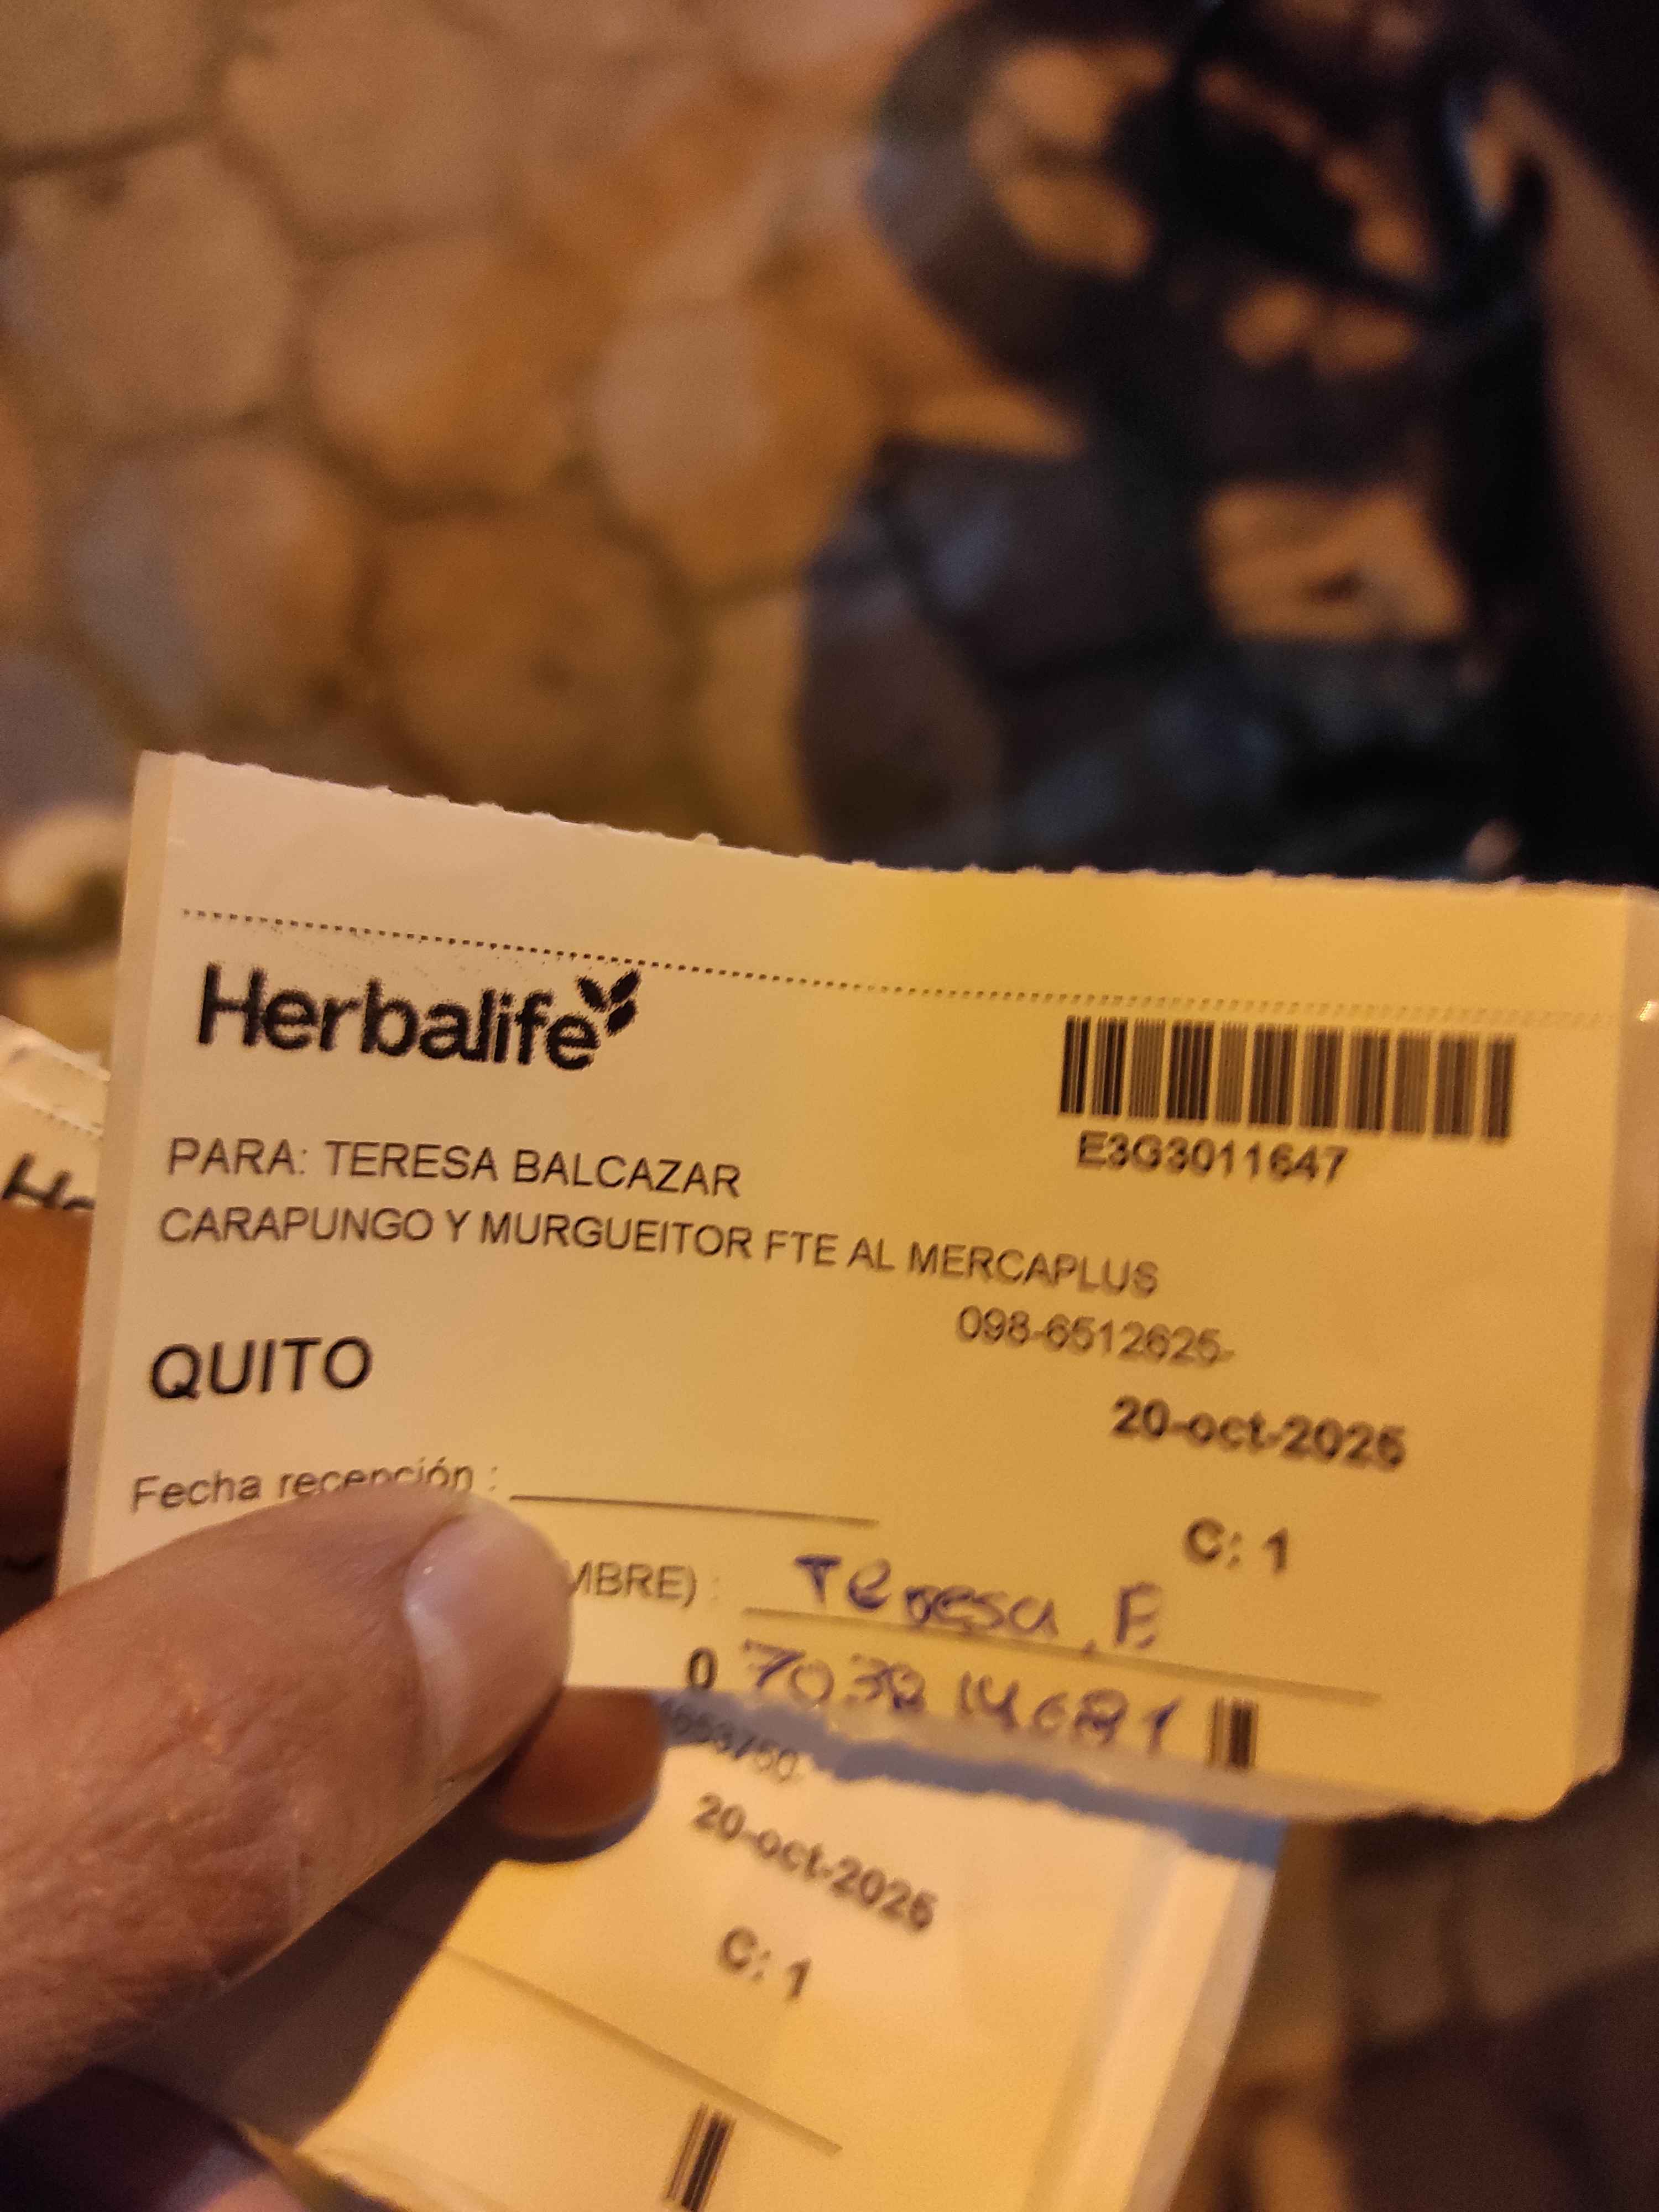 Herbalife
E3G3011647
PARA: TERESA BALCAZAR
CARAPUNGO Y MURGUEITOR FTE AL MERCAPLUS
098-6512625-
QUITO
20-oct-2025
Fecha recepción :
C: 1
MBRE) : Teresa . B
0
20-oct-2025
C: 1